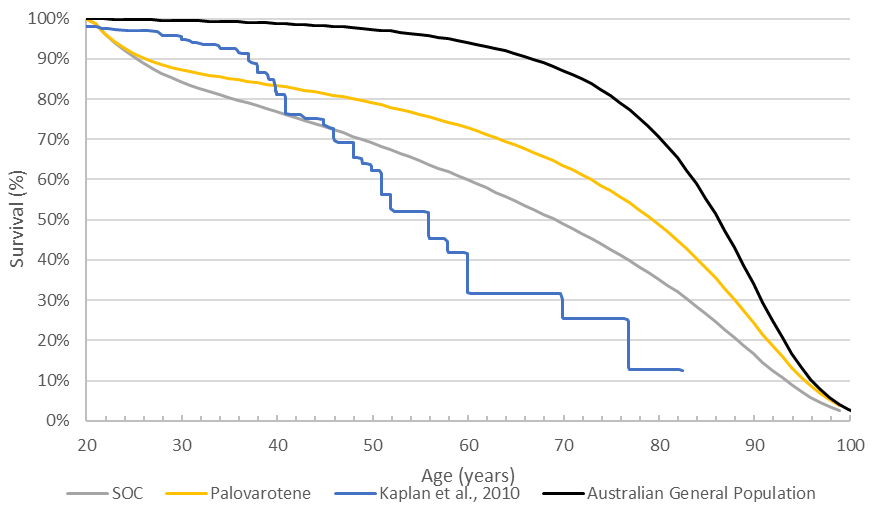 100%
90%
80%
70%
60%
50%
40%
30%
20%
10%
0%
Survival (%)
20 30 40 50 60 70 80 90 100
Age (years)
SOC Palovarotene Kaplan et al., 2010 Australian General Population